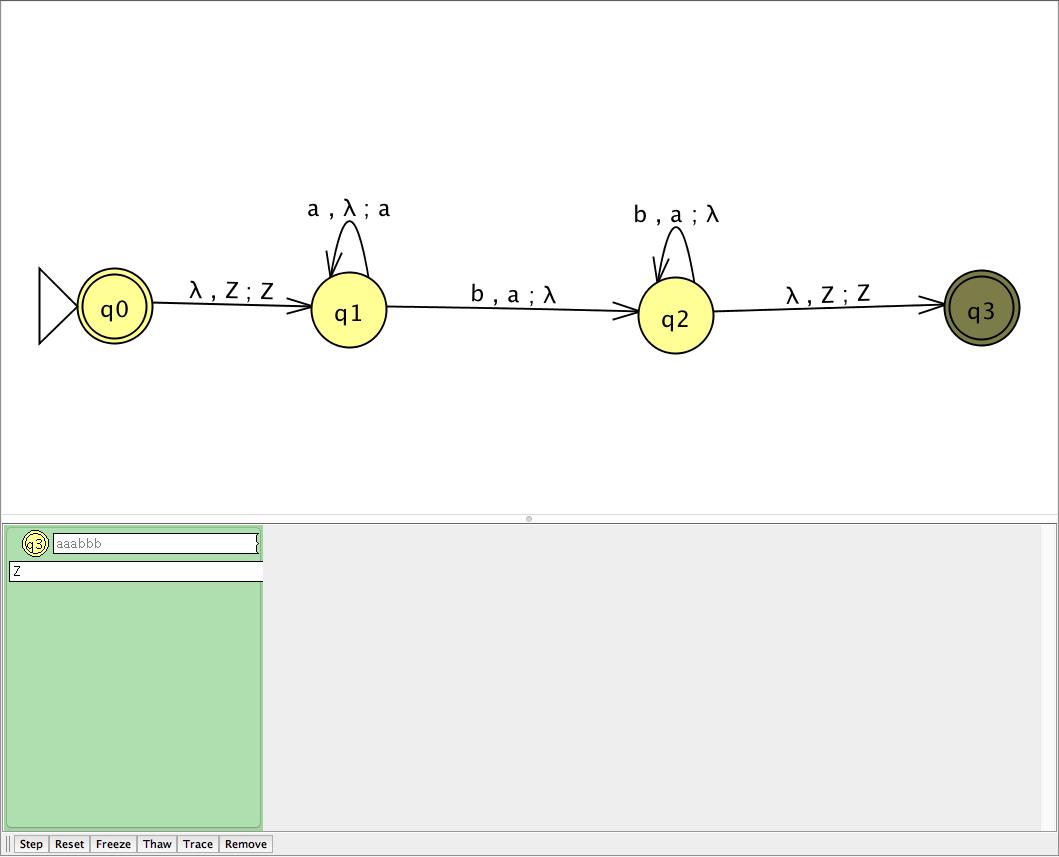 a , λ ; a
b , a ; λ
λ , Z ; Z
b , a ; λ
λ , Z ; Z
q0
q1
q2
q3
q3 aaabbb
Z
Step Reset Freeze Thaw Trace Remove